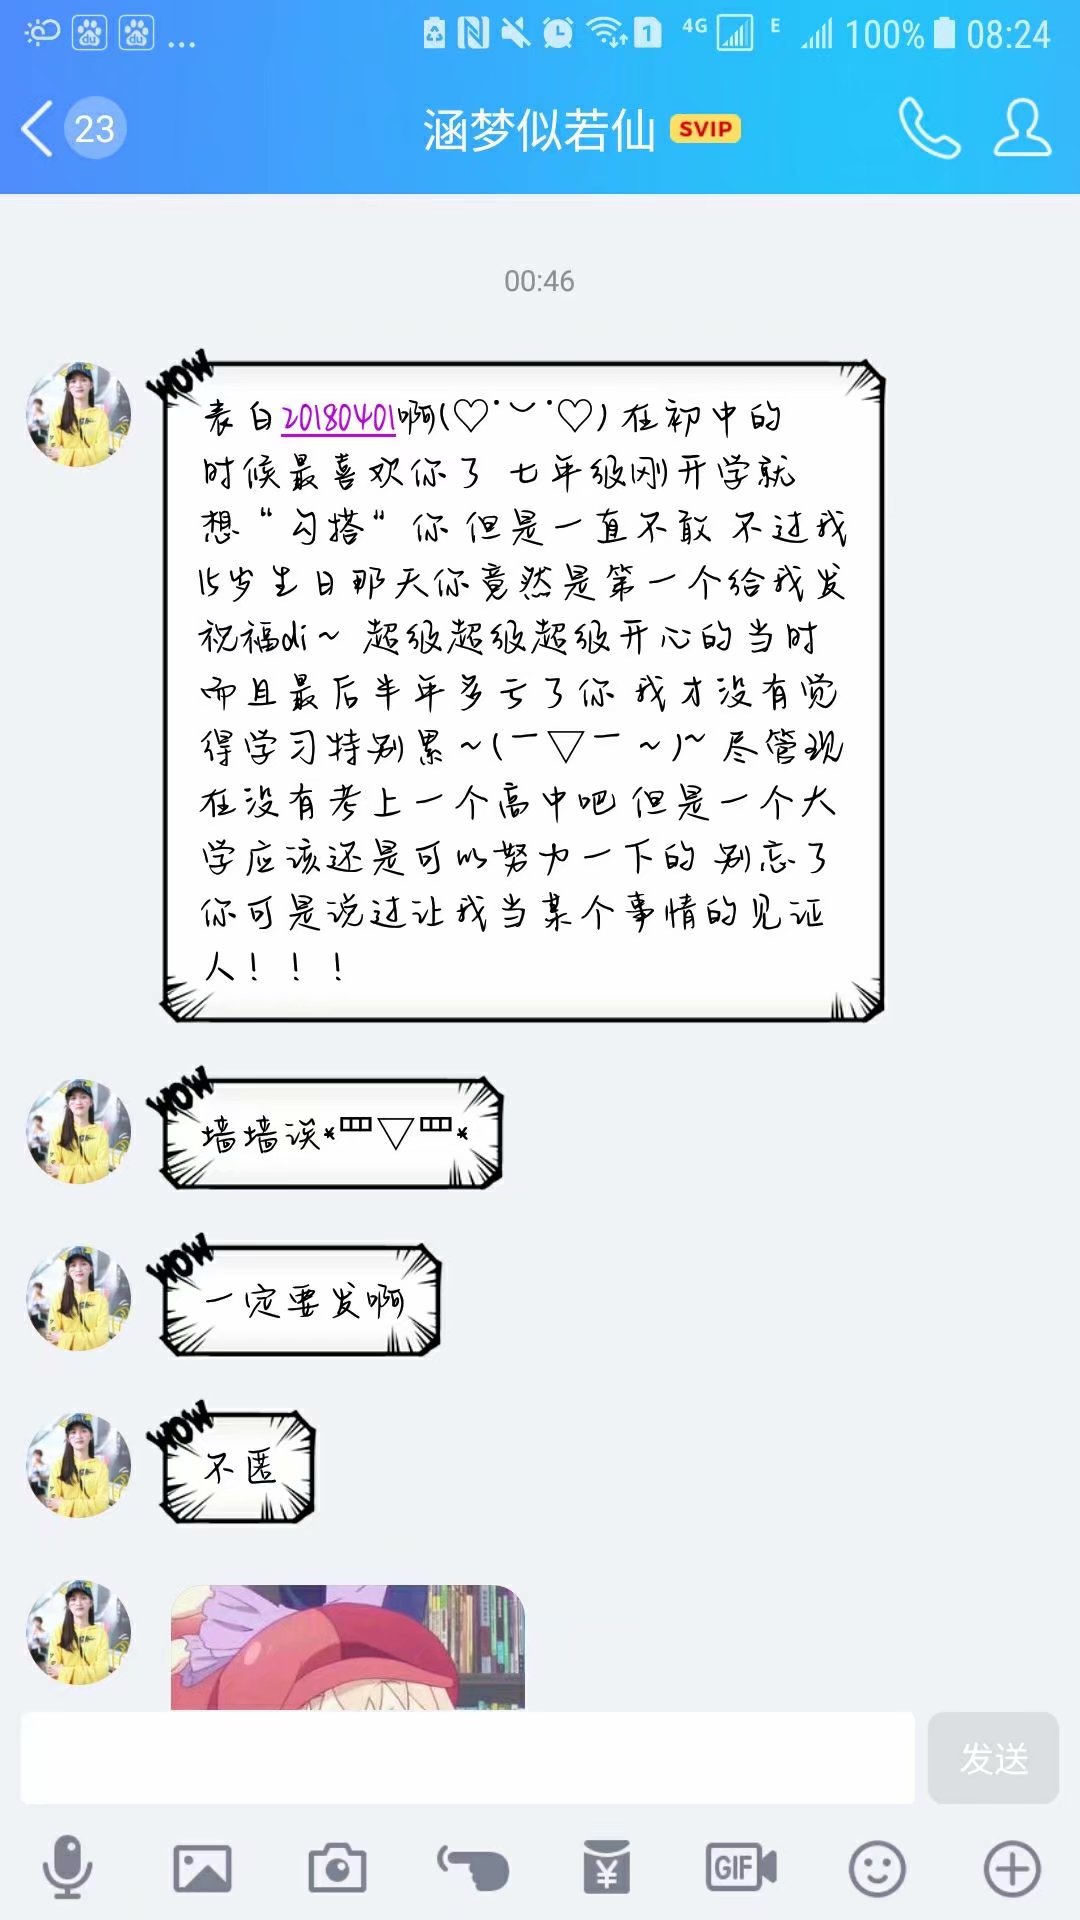 ... 4G E 100% 08:24
23 涵梦似若仙 SVIP
00:46
WOW
表白20180401啊(♡˙︶˙♡)在初中的
时候最喜欢你了 七年级刚开学就
想“勾搭”你 但是一直不敢 不过我
15岁生日那天你竟然是第一个给我发
祝福di~ 超级超级超级开心的当时
而且最后半年多亏了你 我才没有觉
得学习特别累~(￣▽￣~)~ 尽管现
在没有考上一个高中吧 但是一个大
学应该还是可以努力一下的 别忘了
你可是说过让我当某个事情的见证
人！！！
WOW
墙墙诶*▽*
WOW
一定要发啊
WOW
不匿
发送
GIF